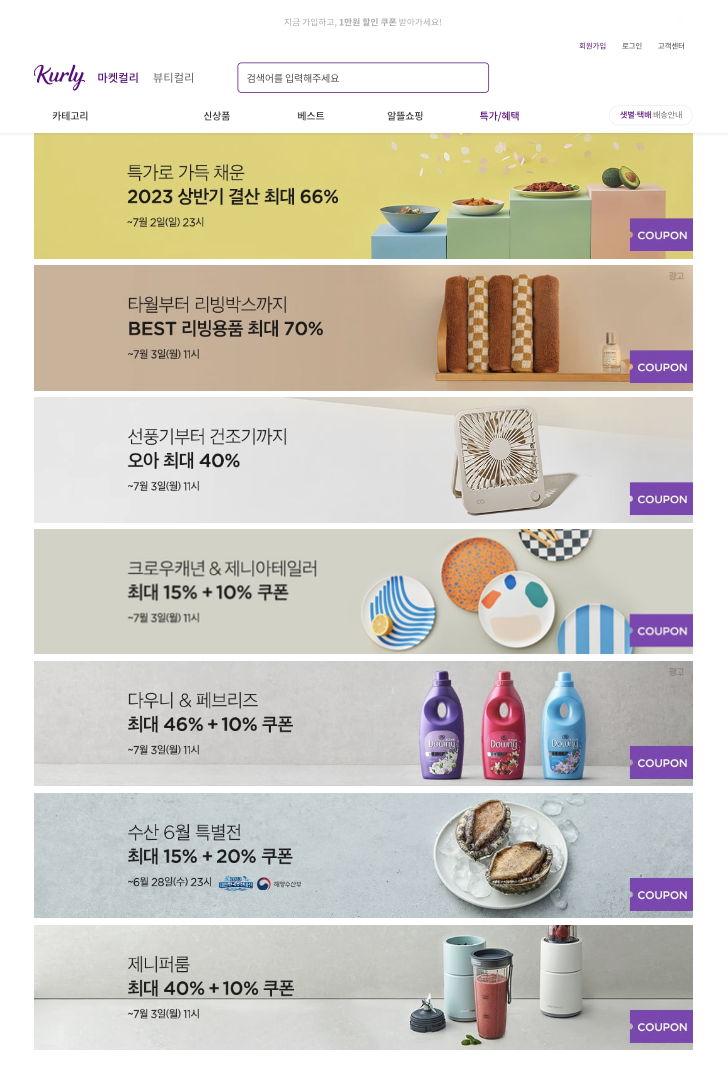 지금 가입하고, 1만원 할인 쿠폰 받아가세요!
회원가입 로그인 고객센터
Kurly 마켓컬리 뷰티컬리
검색어를 입력해주세요
카테고리 신상품 베스트 알뜰쇼핑 특가/혜택 샛별·택배 배송안내
특가로 가득 채운
2023 상반기 결산 최대 66%
~7월 2일(일) 23시
COUPON
광고
타월부터 리빙박스까지
BEST 리빙용품 최대 70%
~7월 3일(월) 11시
COUPON
선풍기부터 건조기까지
오아 최대 40%
~7월 3일(월) 11시
COUPON
크로우캐년 & 제니아테일러
최대 15% + 10% 쿠폰
~7월 3일(월) 11시
COUPON
광고
다우니 & 페브리즈
최대 46% + 10% 쿠폰
~7월 3일(월) 11시
Downy Downy Downy
COUPON
수산 6월 특별전
최대 15% + 20% 쿠폰
~6월 28일(수) 23시 해양수산부
COUPON
제니퍼룸
최대 40% + 10% 쿠폰
~7월 3일(월) 11시
COUPON